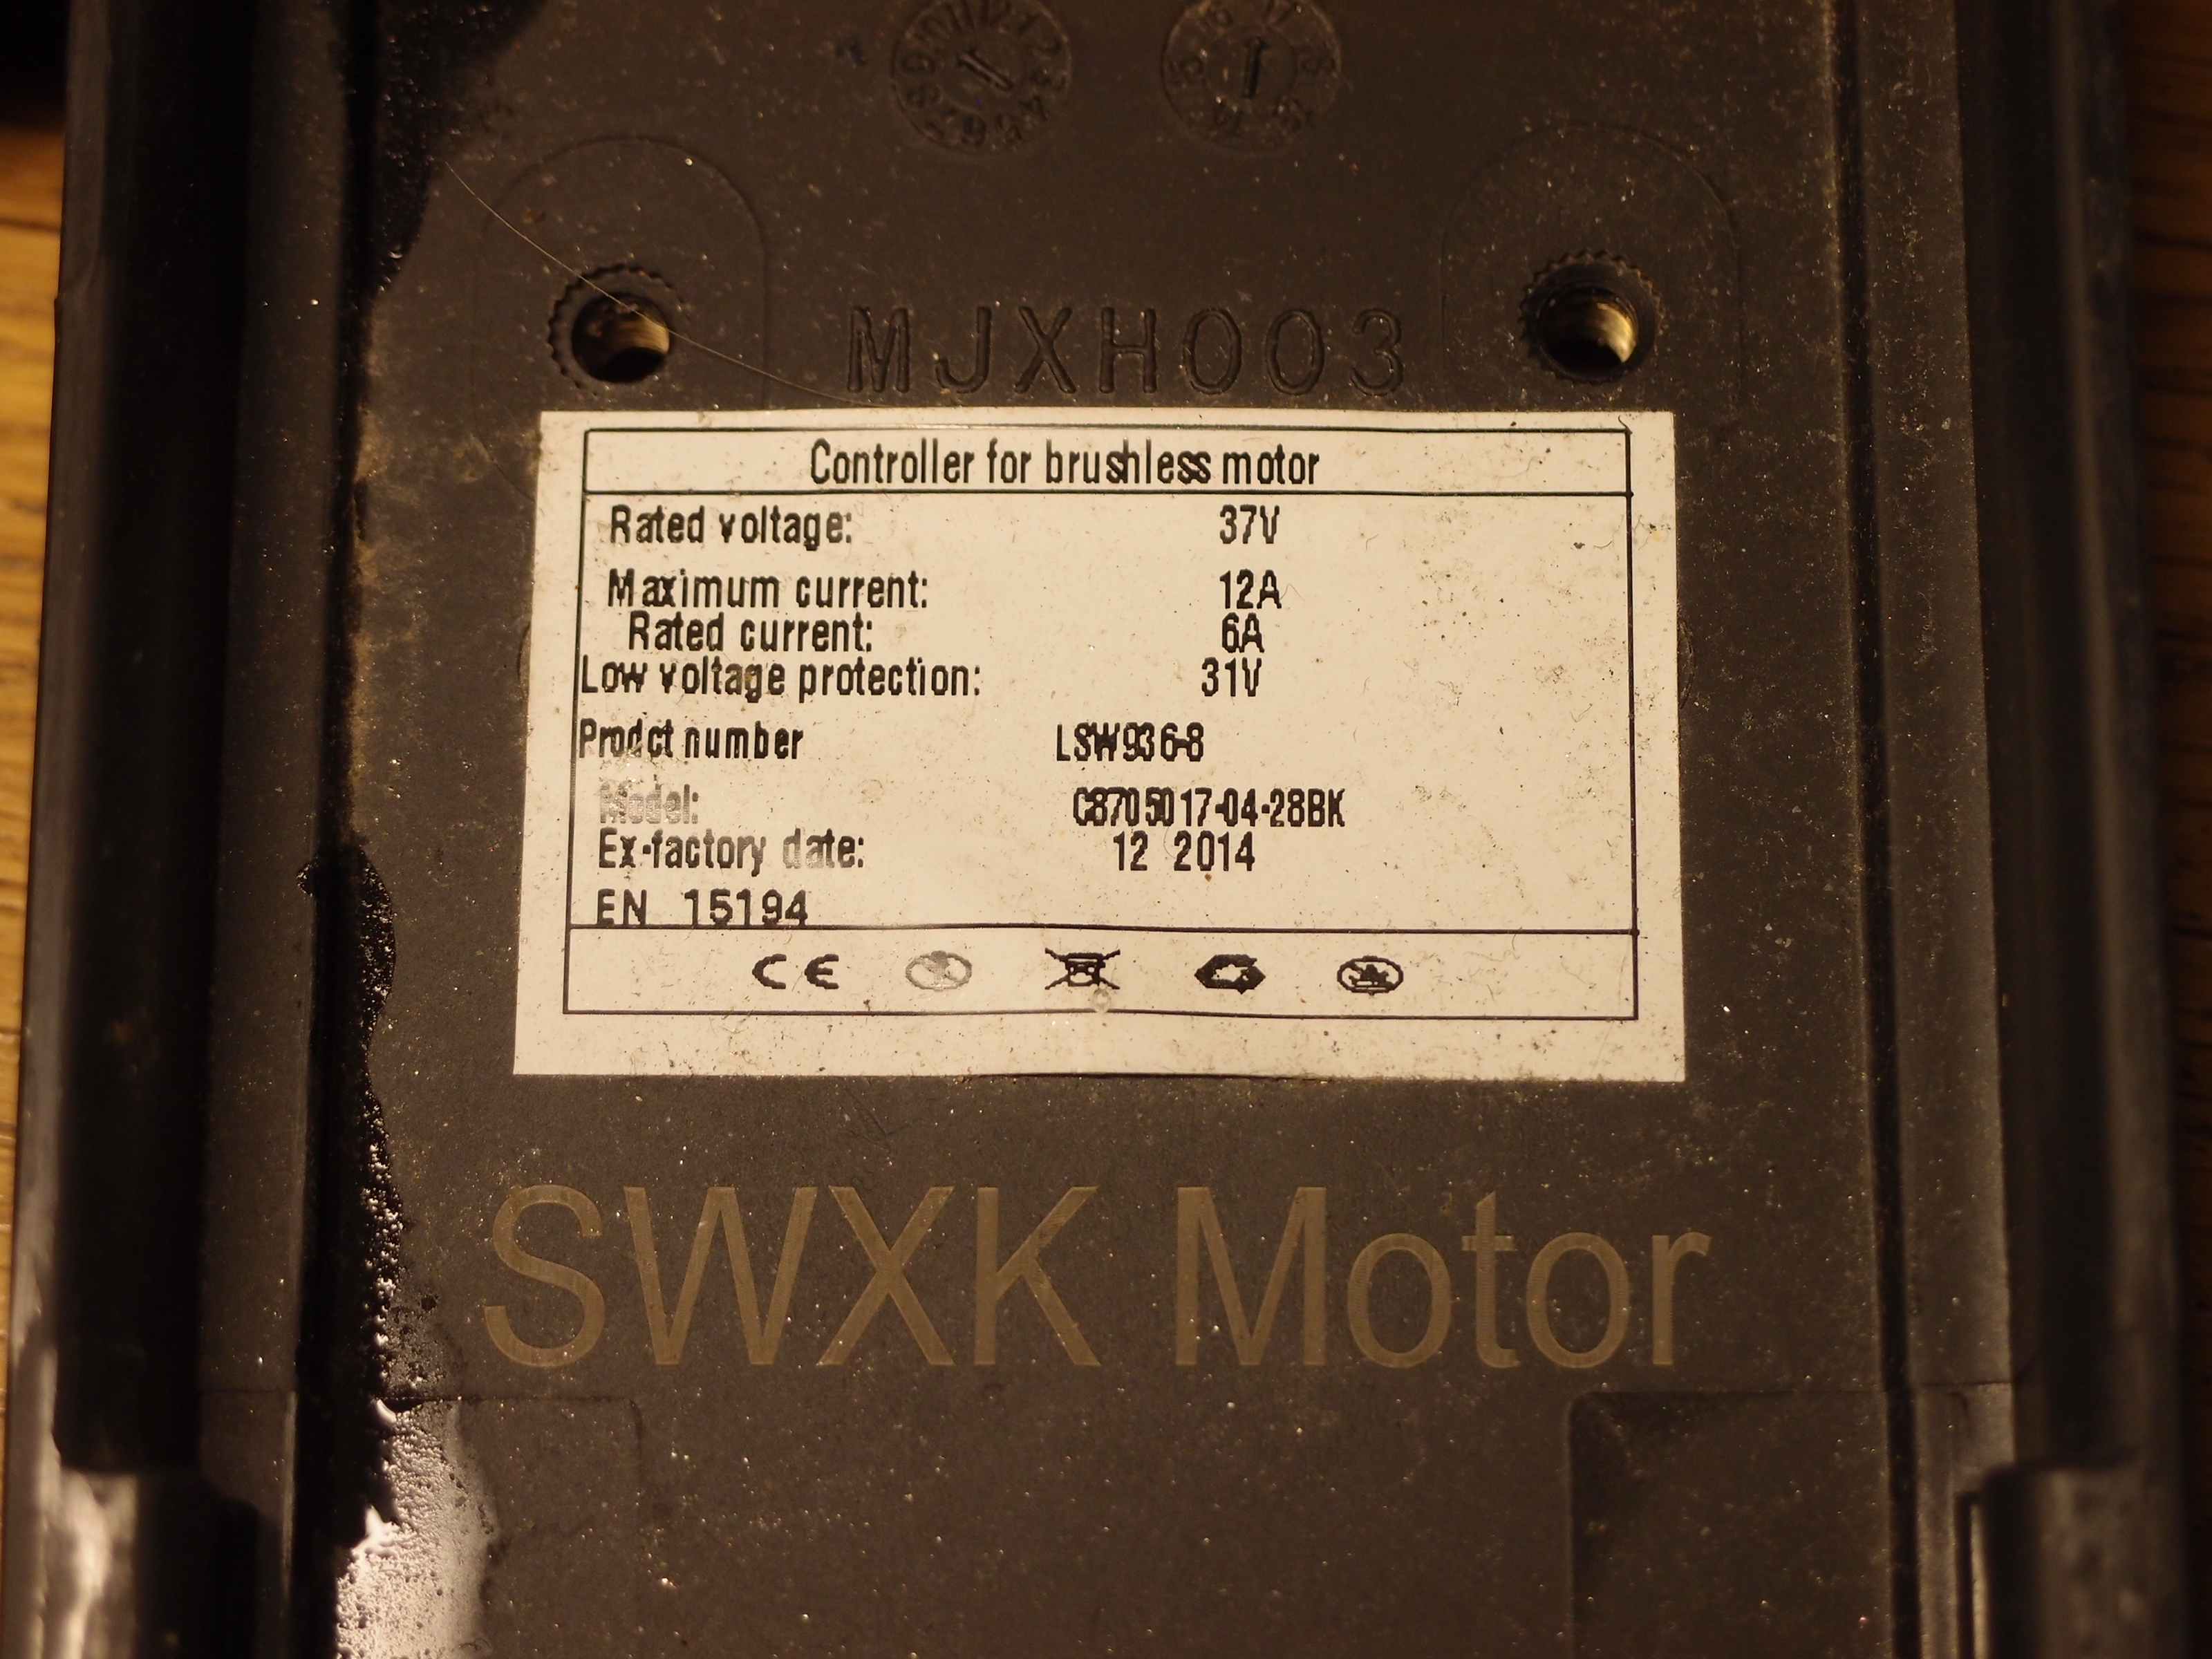 MJXH003
Controller for brushless motor
Rated voltage: 37V
Maximum current: 12A
Rated current: 6A
Low voltage protection: 31V
Prodct number LSW936-8
Model: C8705017-04-28BK
Ex-factory date: 12 2014
EN 15194
CE
SWXK Motor